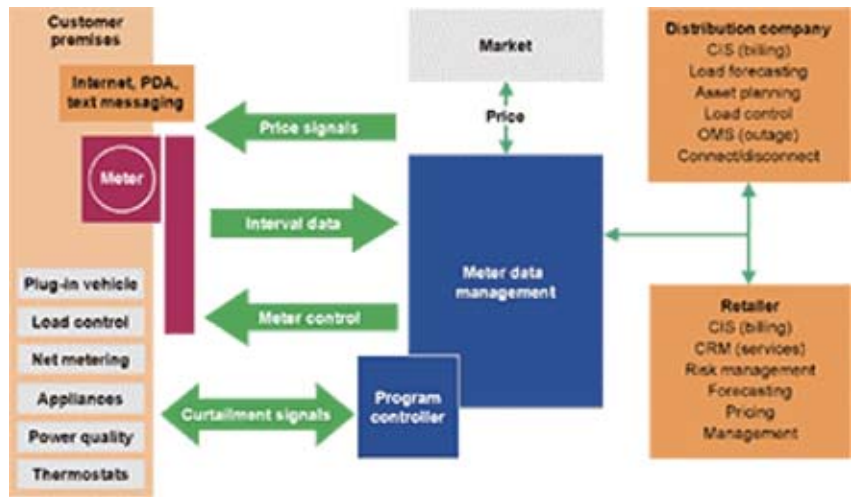 Customer
premises
Internet, PDA,
text messaging
Meter
Plug-in vehicle
Load control
Net metering
Appliances
Power quality
Thermostats
Price signals
Interval data
Meter control
Curtailment signals
Market
Price
Meter data
management
Program
controller
Distribution company
CIS (billing)
Load forecasting
Asset planning
Load control
OMS (outage)
Connect/disconnect
Retailer
CIS (billing)
CRM (services)
Risk management
Forecasting
Pricing
Management